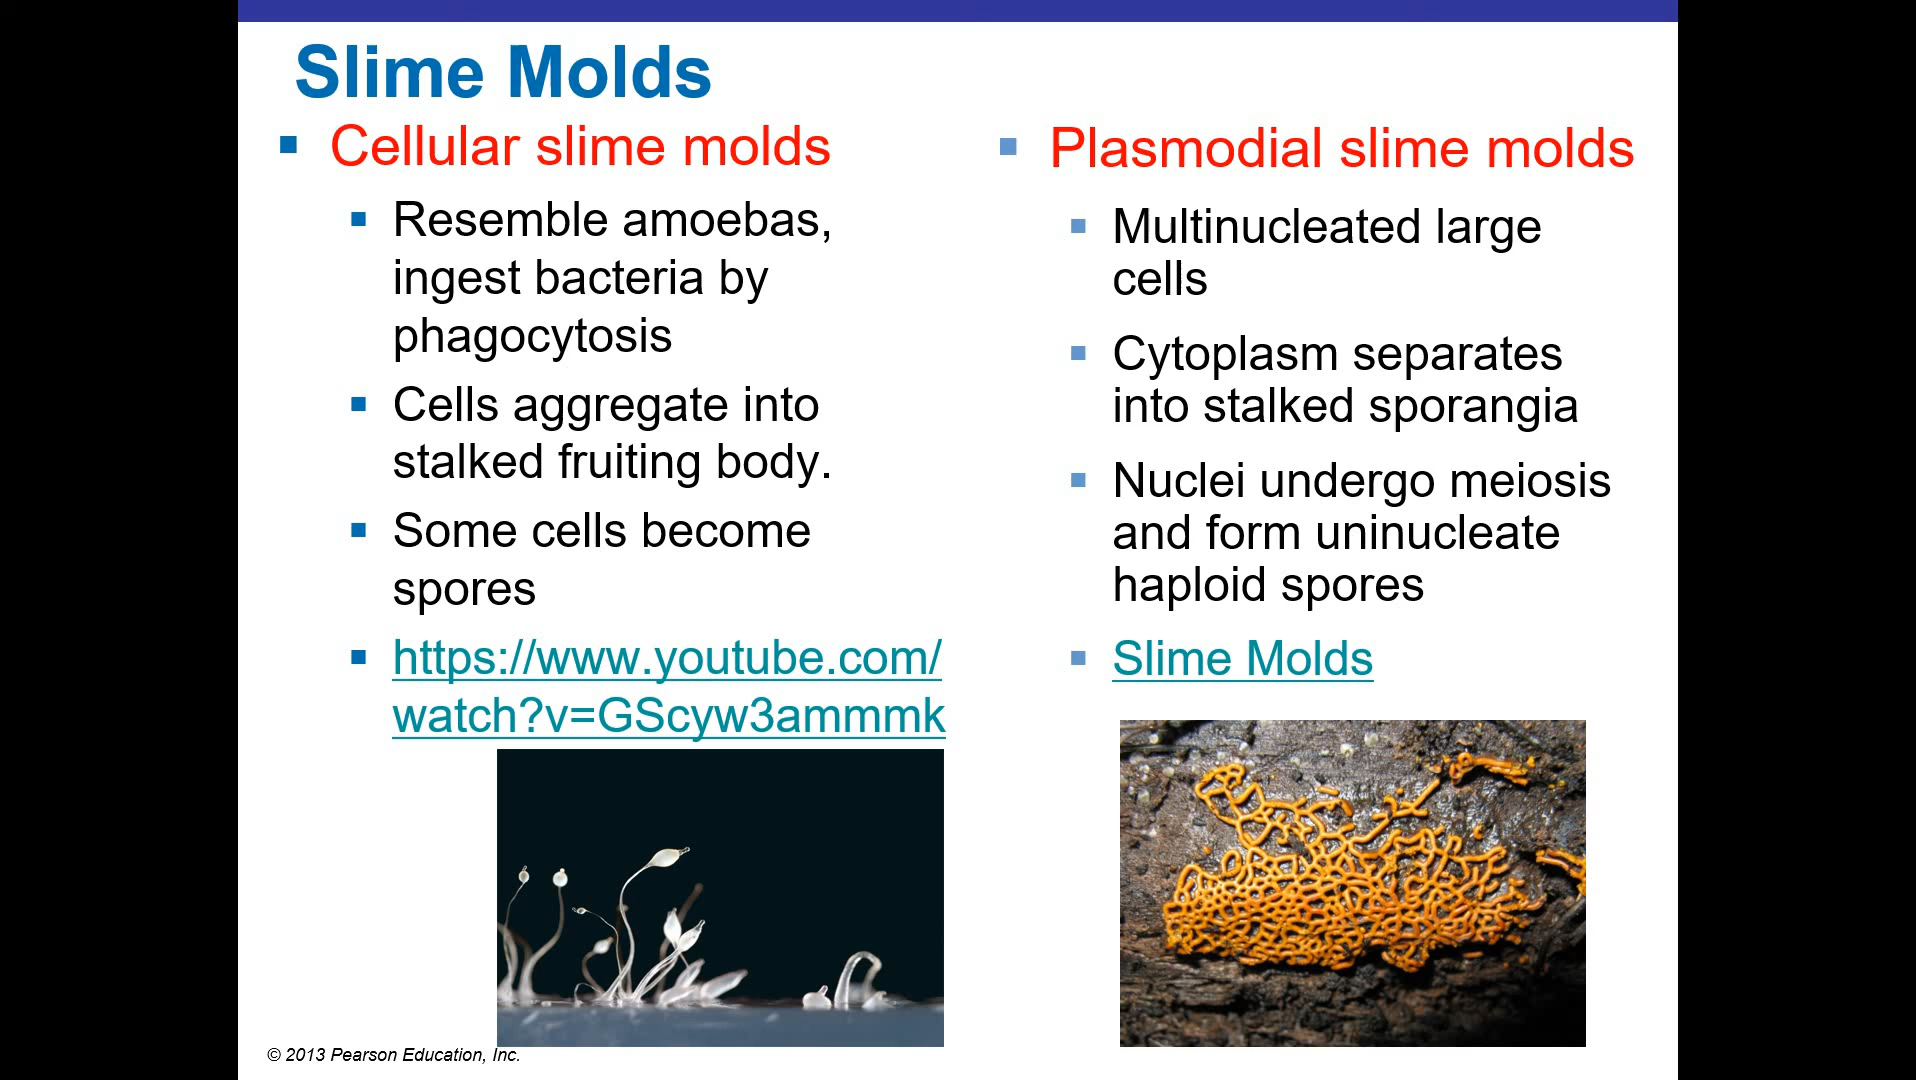 Slime Molds
Cellular slime molds
Resemble amoebas,
ingest bacteria by
phagocytosis
Cells aggregate into
stalked fruiting body.
Some cells become
spores
https://www.youtube.com/
watch?v=GScyw3ammmk
Plasmodial slime molds
Multinucleated large
cells
Cytoplasm separates
into stalked sporangia
Nuclei undergo meiosis
and form uninucleate
haploid spores
Slime Molds
© 2013 Pearson Education, Inc.